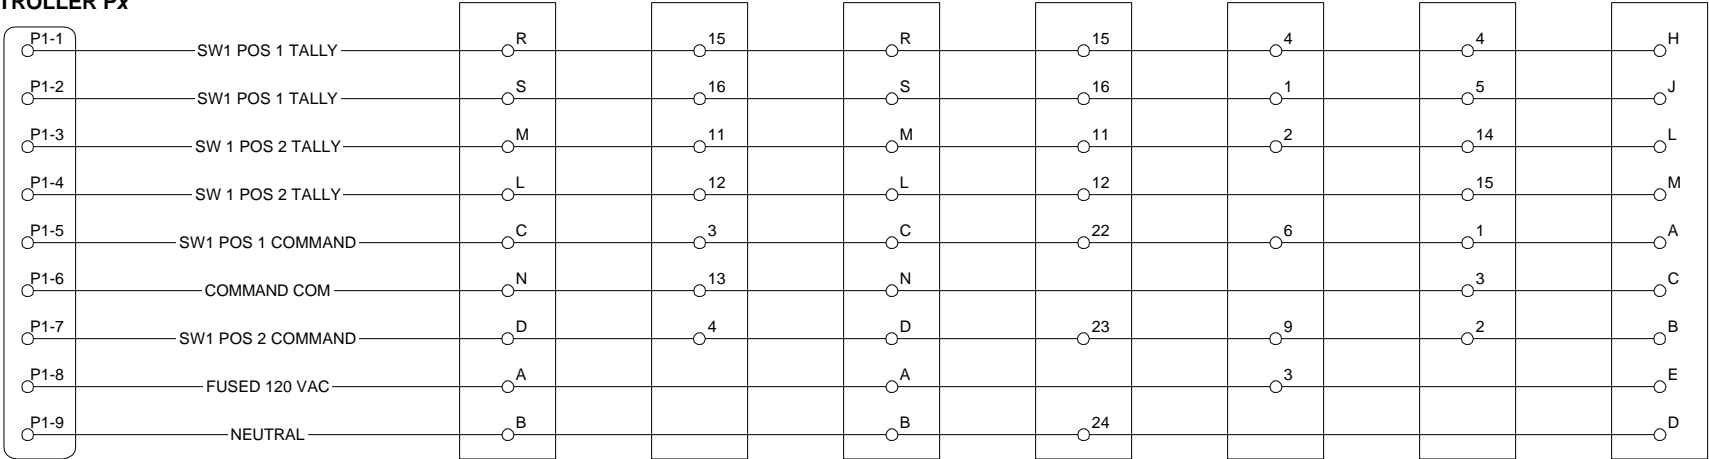 TROLLER Px
P1-1 SW1 POS 1 TALLY R 15 R 15 4 4 H
P1-2 SW1 POS 1 TALLY S 16 S 16 1 5 J
P1-3 SW 1 POS 2 TALLY M 11 M 11 2 14 L
P1-4 SW 1 POS 2 TALLY L 12 L 12 15 M
P1-5 SW1 POS 1 COMMAND C 3 C 22 6 1 A
P1-6 COMMAND COM N 13 N 3 C
P1-7 SW1 POS 2 COMMAND D 4 D 23 9 2 B
P1-8 FUSED 120 VAC A A 3 E
P1-9 NEUTRAL B B 24 D